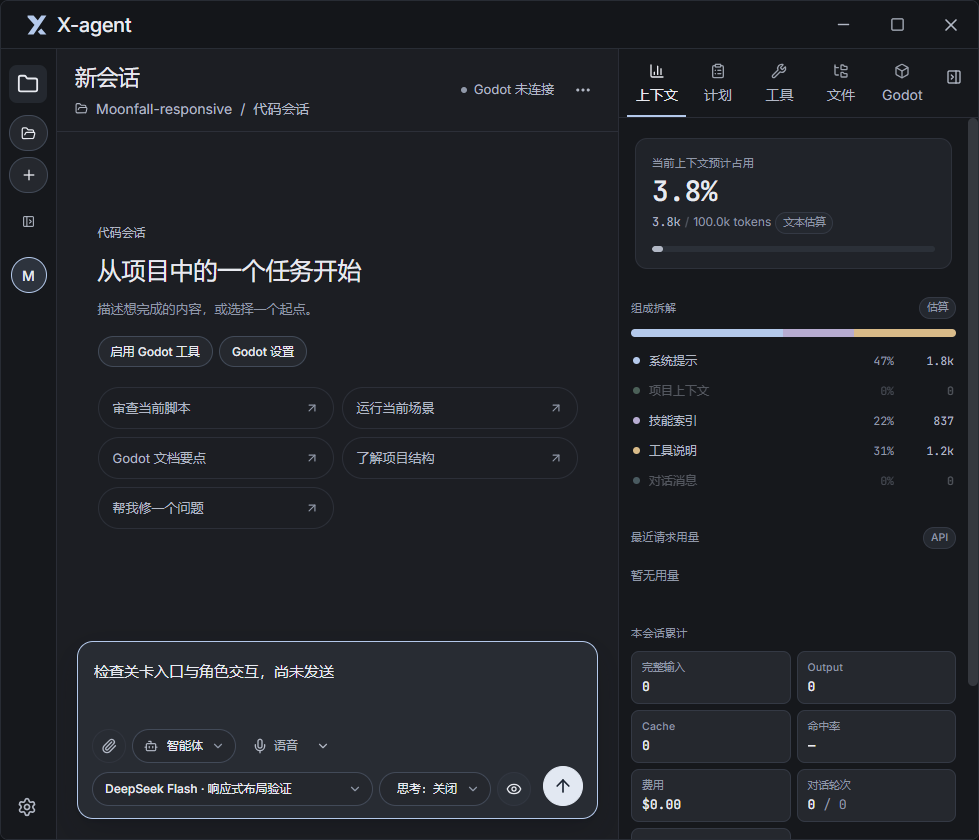 X-agent
新会话
Moonfall-responsive / 代码会话
Godot 未连接
M
代码会话
从项目中的一个任务开始
描述想完成的内容，或选择一个起点。
启用 Godot 工具
Godot 设置
审查当前脚本
运行当前场景
Godot 文档要点
了解项目结构
帮我修一个问题
检查关卡入口与角色交互，尚未发送
智能体
语音
DeepSeek Flash · 响应式布局验证
思考：关闭
上下文
计划
工具
文件
Godot
当前上下文预计占用
3.8%
3.8k / 100.0k tokens 文本估算
组成拆解 估算
系统提示 47% 1.8k
项目上下文 0% 0
技能索引 22% 837
工具说明 31% 1.2k
对话消息 0% 0
最近请求用量 API
暂无用量
本会话累计
完整输入
0
Output
0
Cache
0
命中率
–
费用
$0.00
对话轮次
0 / 0